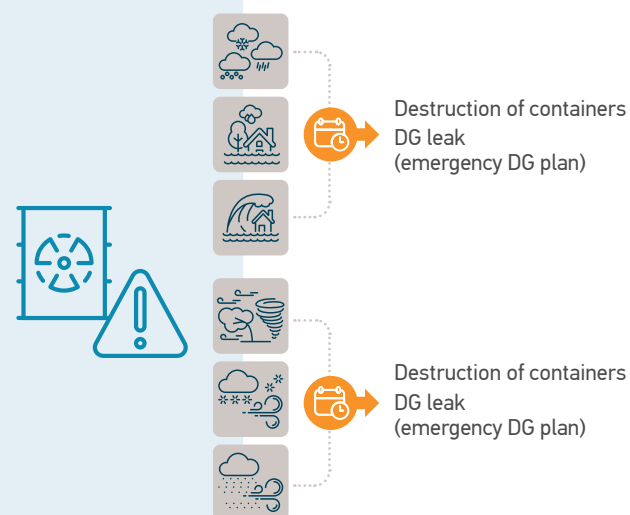 Destruction of containers
DG leak
(emergency DG plan)
Destruction of containers
DG leak
(emergency DG plan)